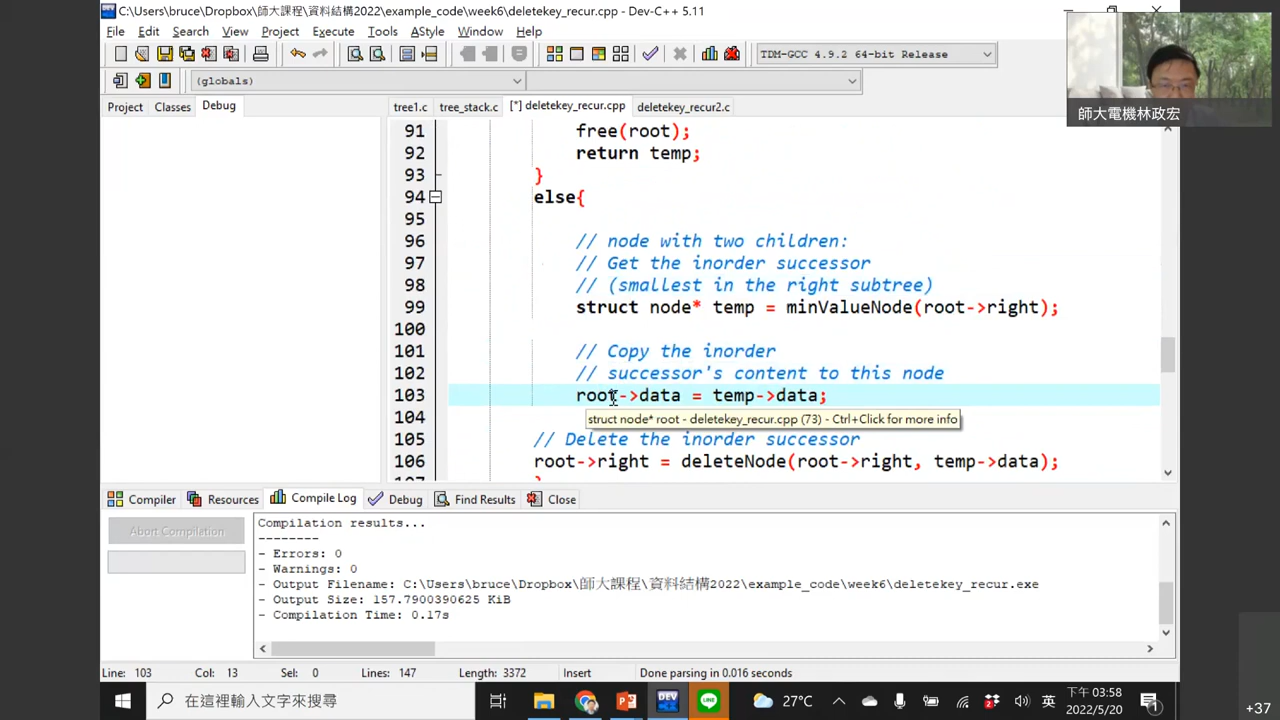 C:\Users\bruce\Dropbox\師大課程\資料結構2022\example_code\week6\deletekey_recur.cpp - Dev-C++ 5.11
File Edit Search View Project Execute Tools AStyle Window Help
TDM-GCC 4.9.2 64-bit Release
師大電機林政宏
(globals)
Project Classes Debug
tree1.c tree_stack.c [*] deletekey_recur.cpp deletekey_recur2.c
91 free(root);
92 return temp;
93 }
94 else{
95
96 // node with two children:
97 // Get the inorder successor
98 // (smallest in the right subtree)
99 struct node* temp = minValueNode(root->right);
100
101 // Copy the inorder
102 // successor's content to this node
103 root->data = temp->data;
struct node* root - deletekey_recur.cpp (73) - Ctrl+Click for more info
104
105 // Delete the inorder successor
106 root->right = deleteNode(root->right, temp->data);
Compiler Resources Compile Log Debug Find Results Close
Abort Compilation
Compilation results...
--------
- Errors: 0
- Warnings: 0
- Output Filename: C:\Users\bruce\Dropbox\師大課程\資料結構2022\example_code\week6\deletekey_recur.exe
- Output Size: 157.7900390625 KiB
- Compilation Time: 0.17s
Line: 103 Col: 13 Sel: 0 Lines: 147 Length: 3372 Insert Done parsing in 0.016 seconds
在這裡輸入文字來搜尋
DEV
LINE
27°C
英
下午 03:58
2022/5/20
1
+37